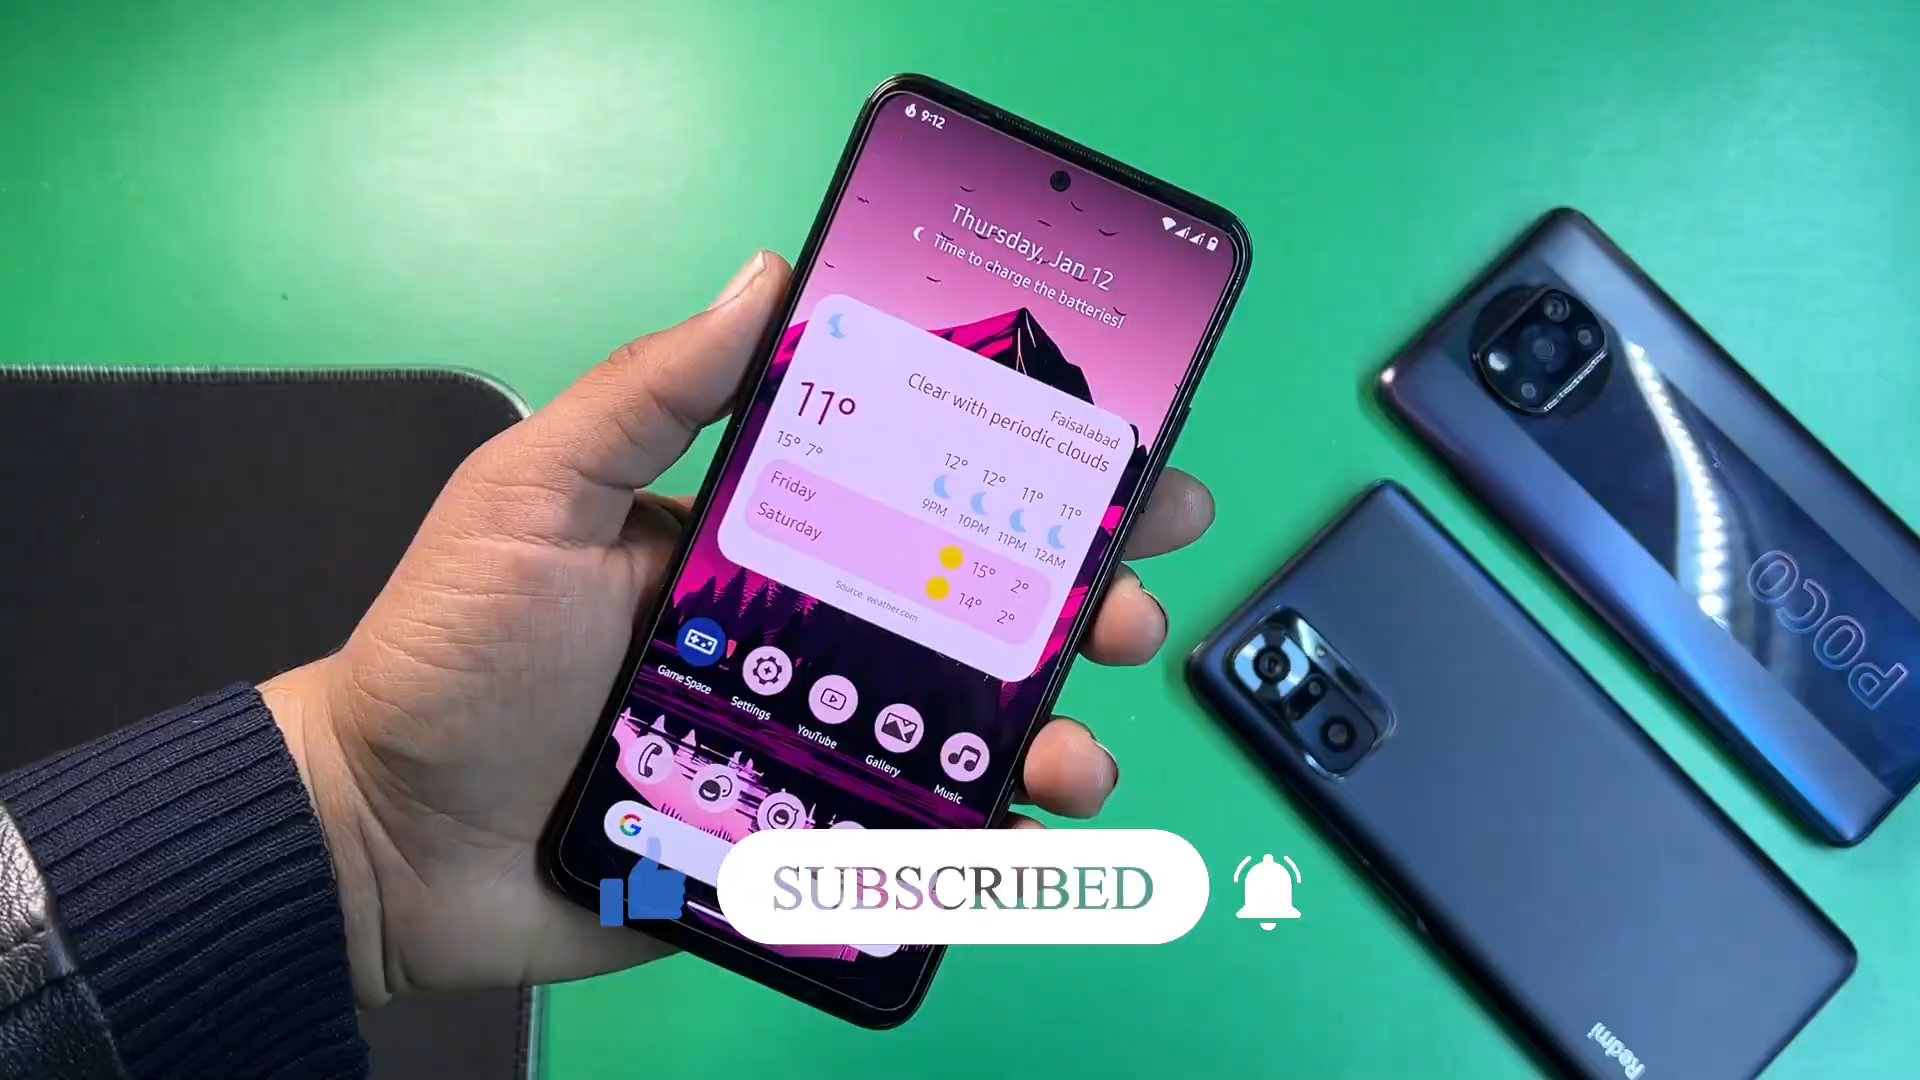 9:12
Thursday, Jan 12
Time to charge the batteries!
11°
15° 7°
Faisalabad
Clear with periodic clouds
12° 12° 11° 11°
9PM 10PM 11PM 12AM
Friday 15° 2°
Saturday 14° 2°
Source: weather.com
Game Space
Settings
YouTube
Gallery
Music
G
SUBSCRIBED
POCO
Redmi